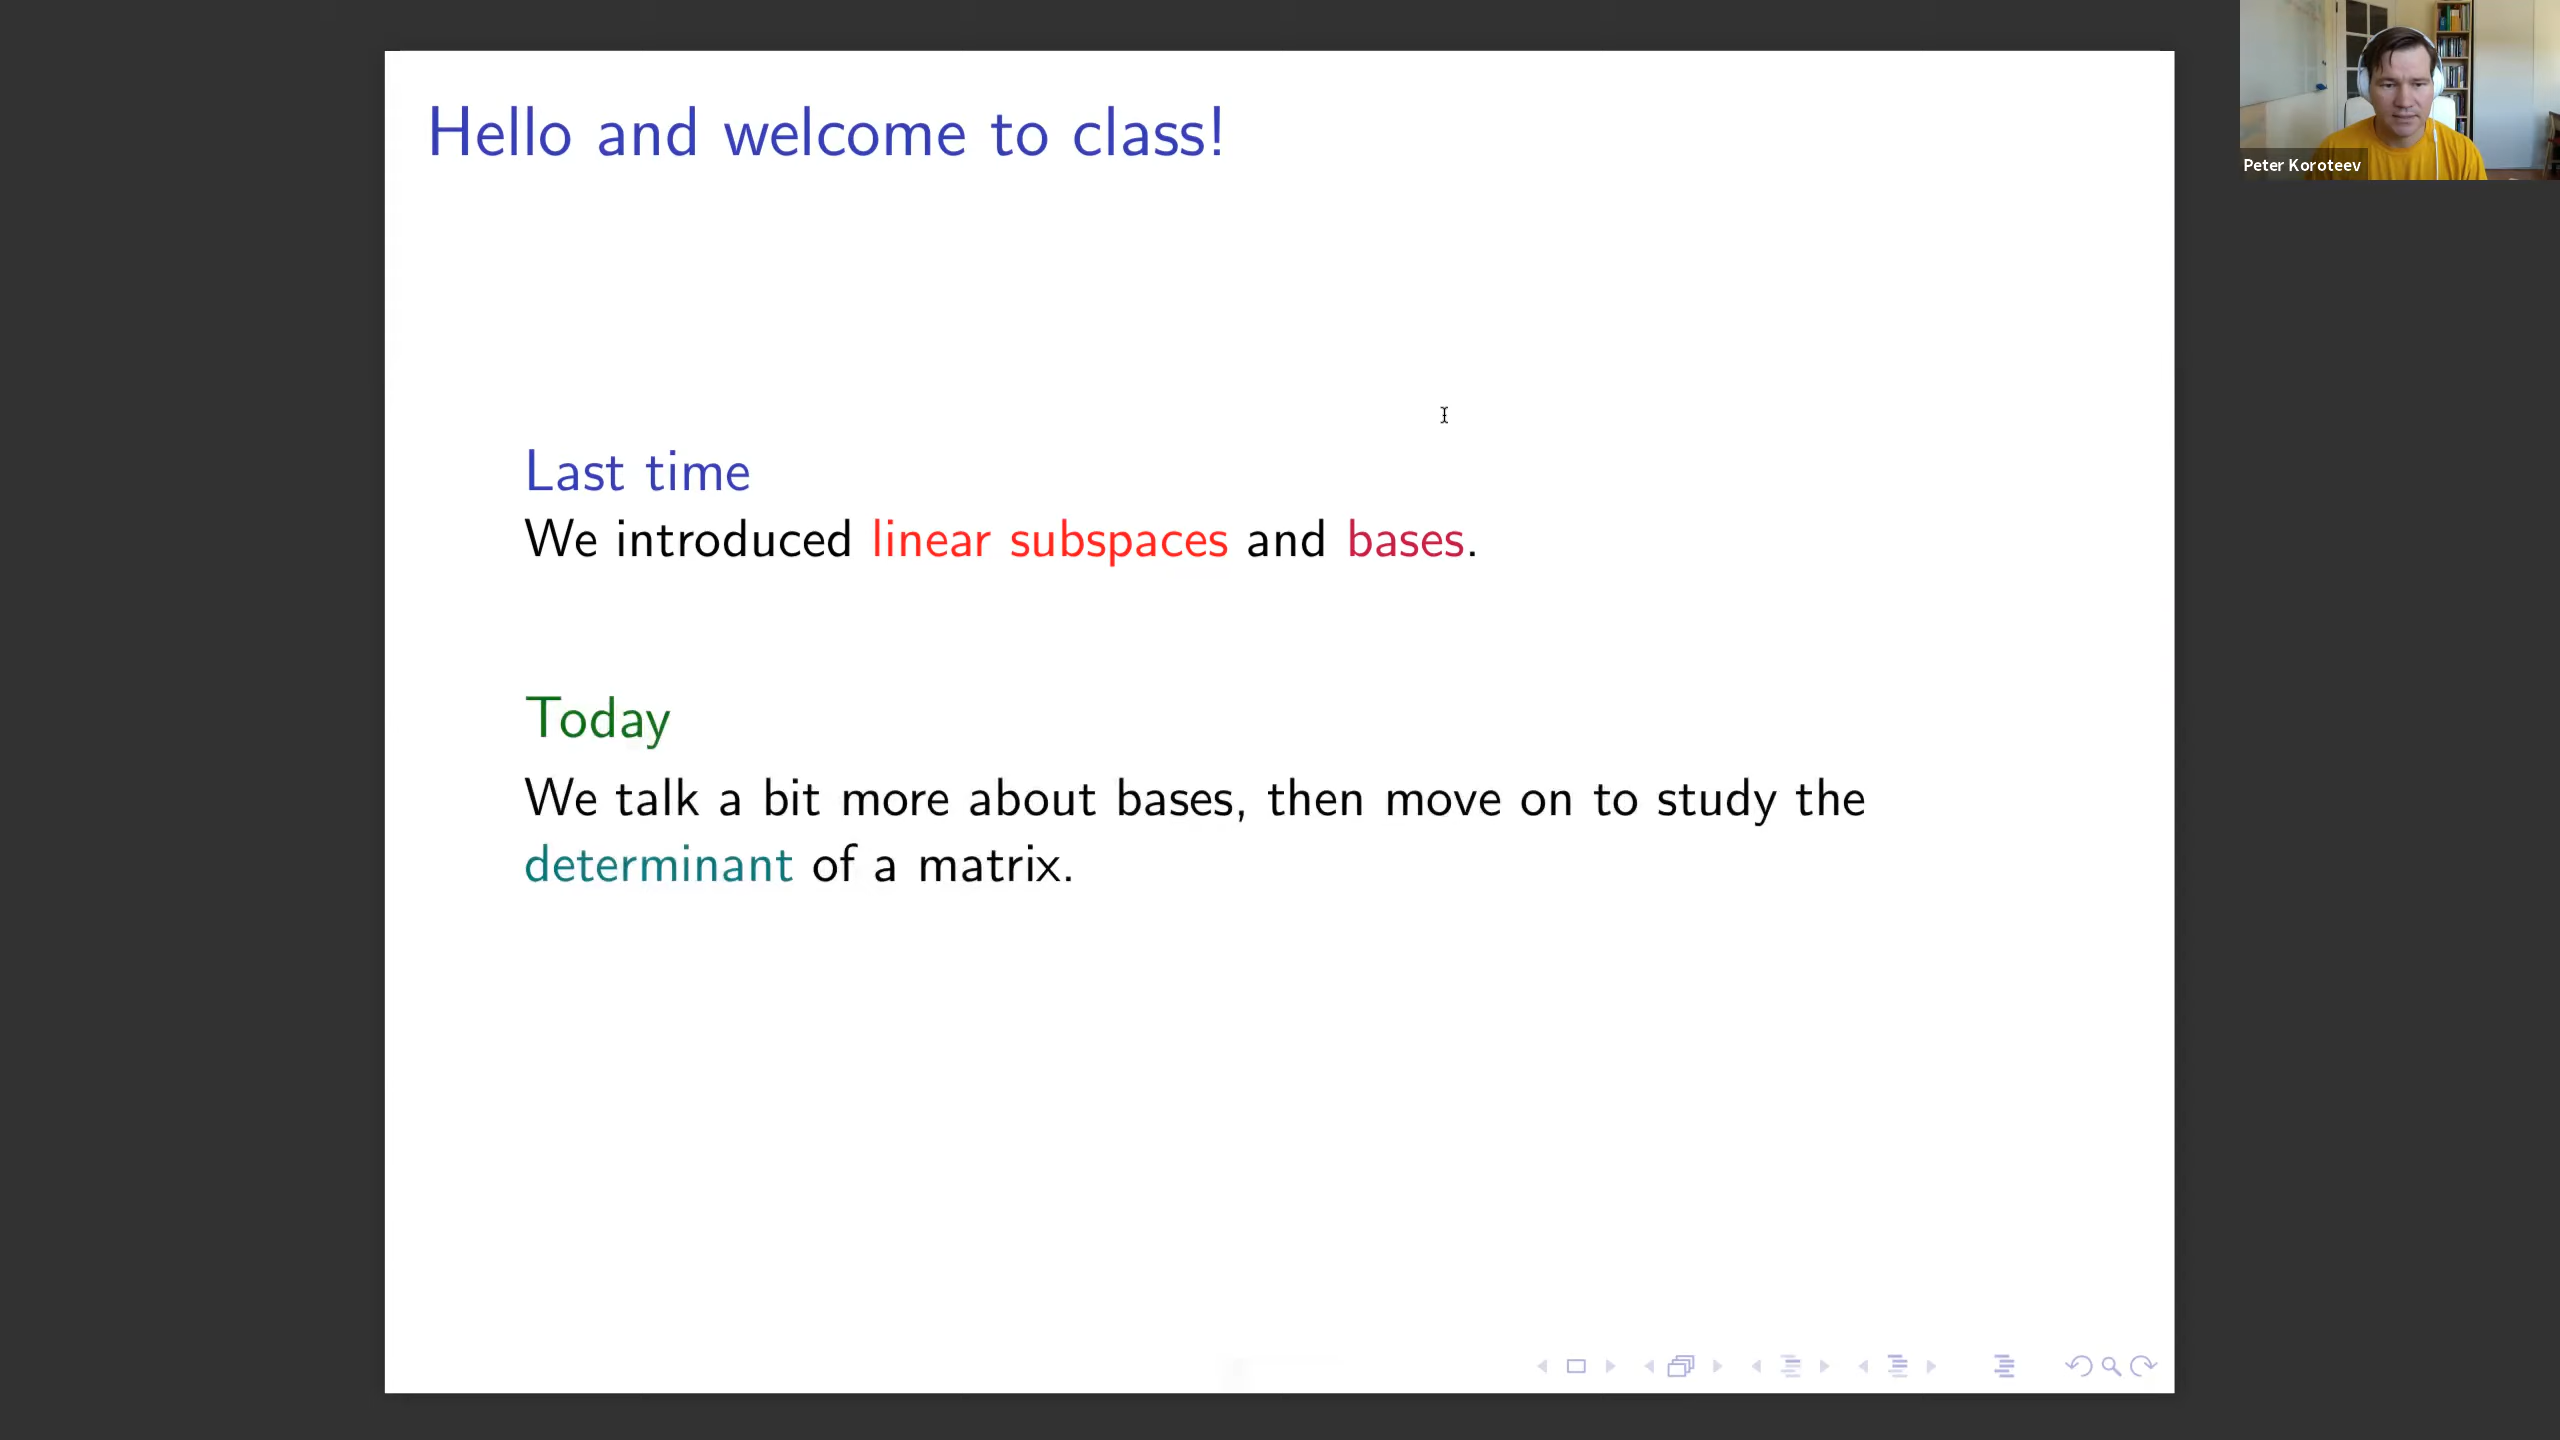 Hello and welcome to class!
Peter Koroteev
Last time
We introduced linear subspaces and bases.
Today
We talk a bit more about bases, then move on to study the
determinant of a matrix.